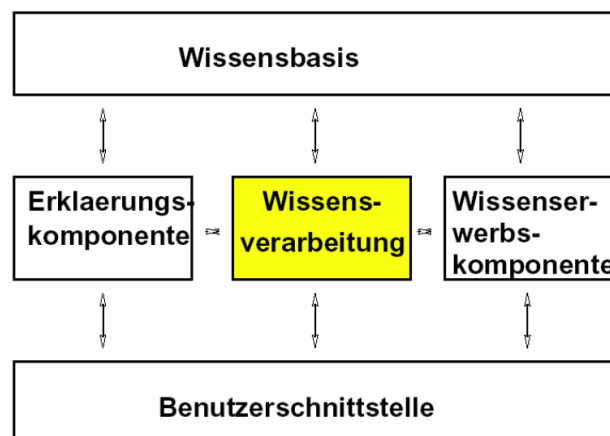 Wissensbasis
Erklaerungs-
komponente
Wissens-
verarbeitung
Wissenser-
werbs-
komponente
Benutzerschnittstelle